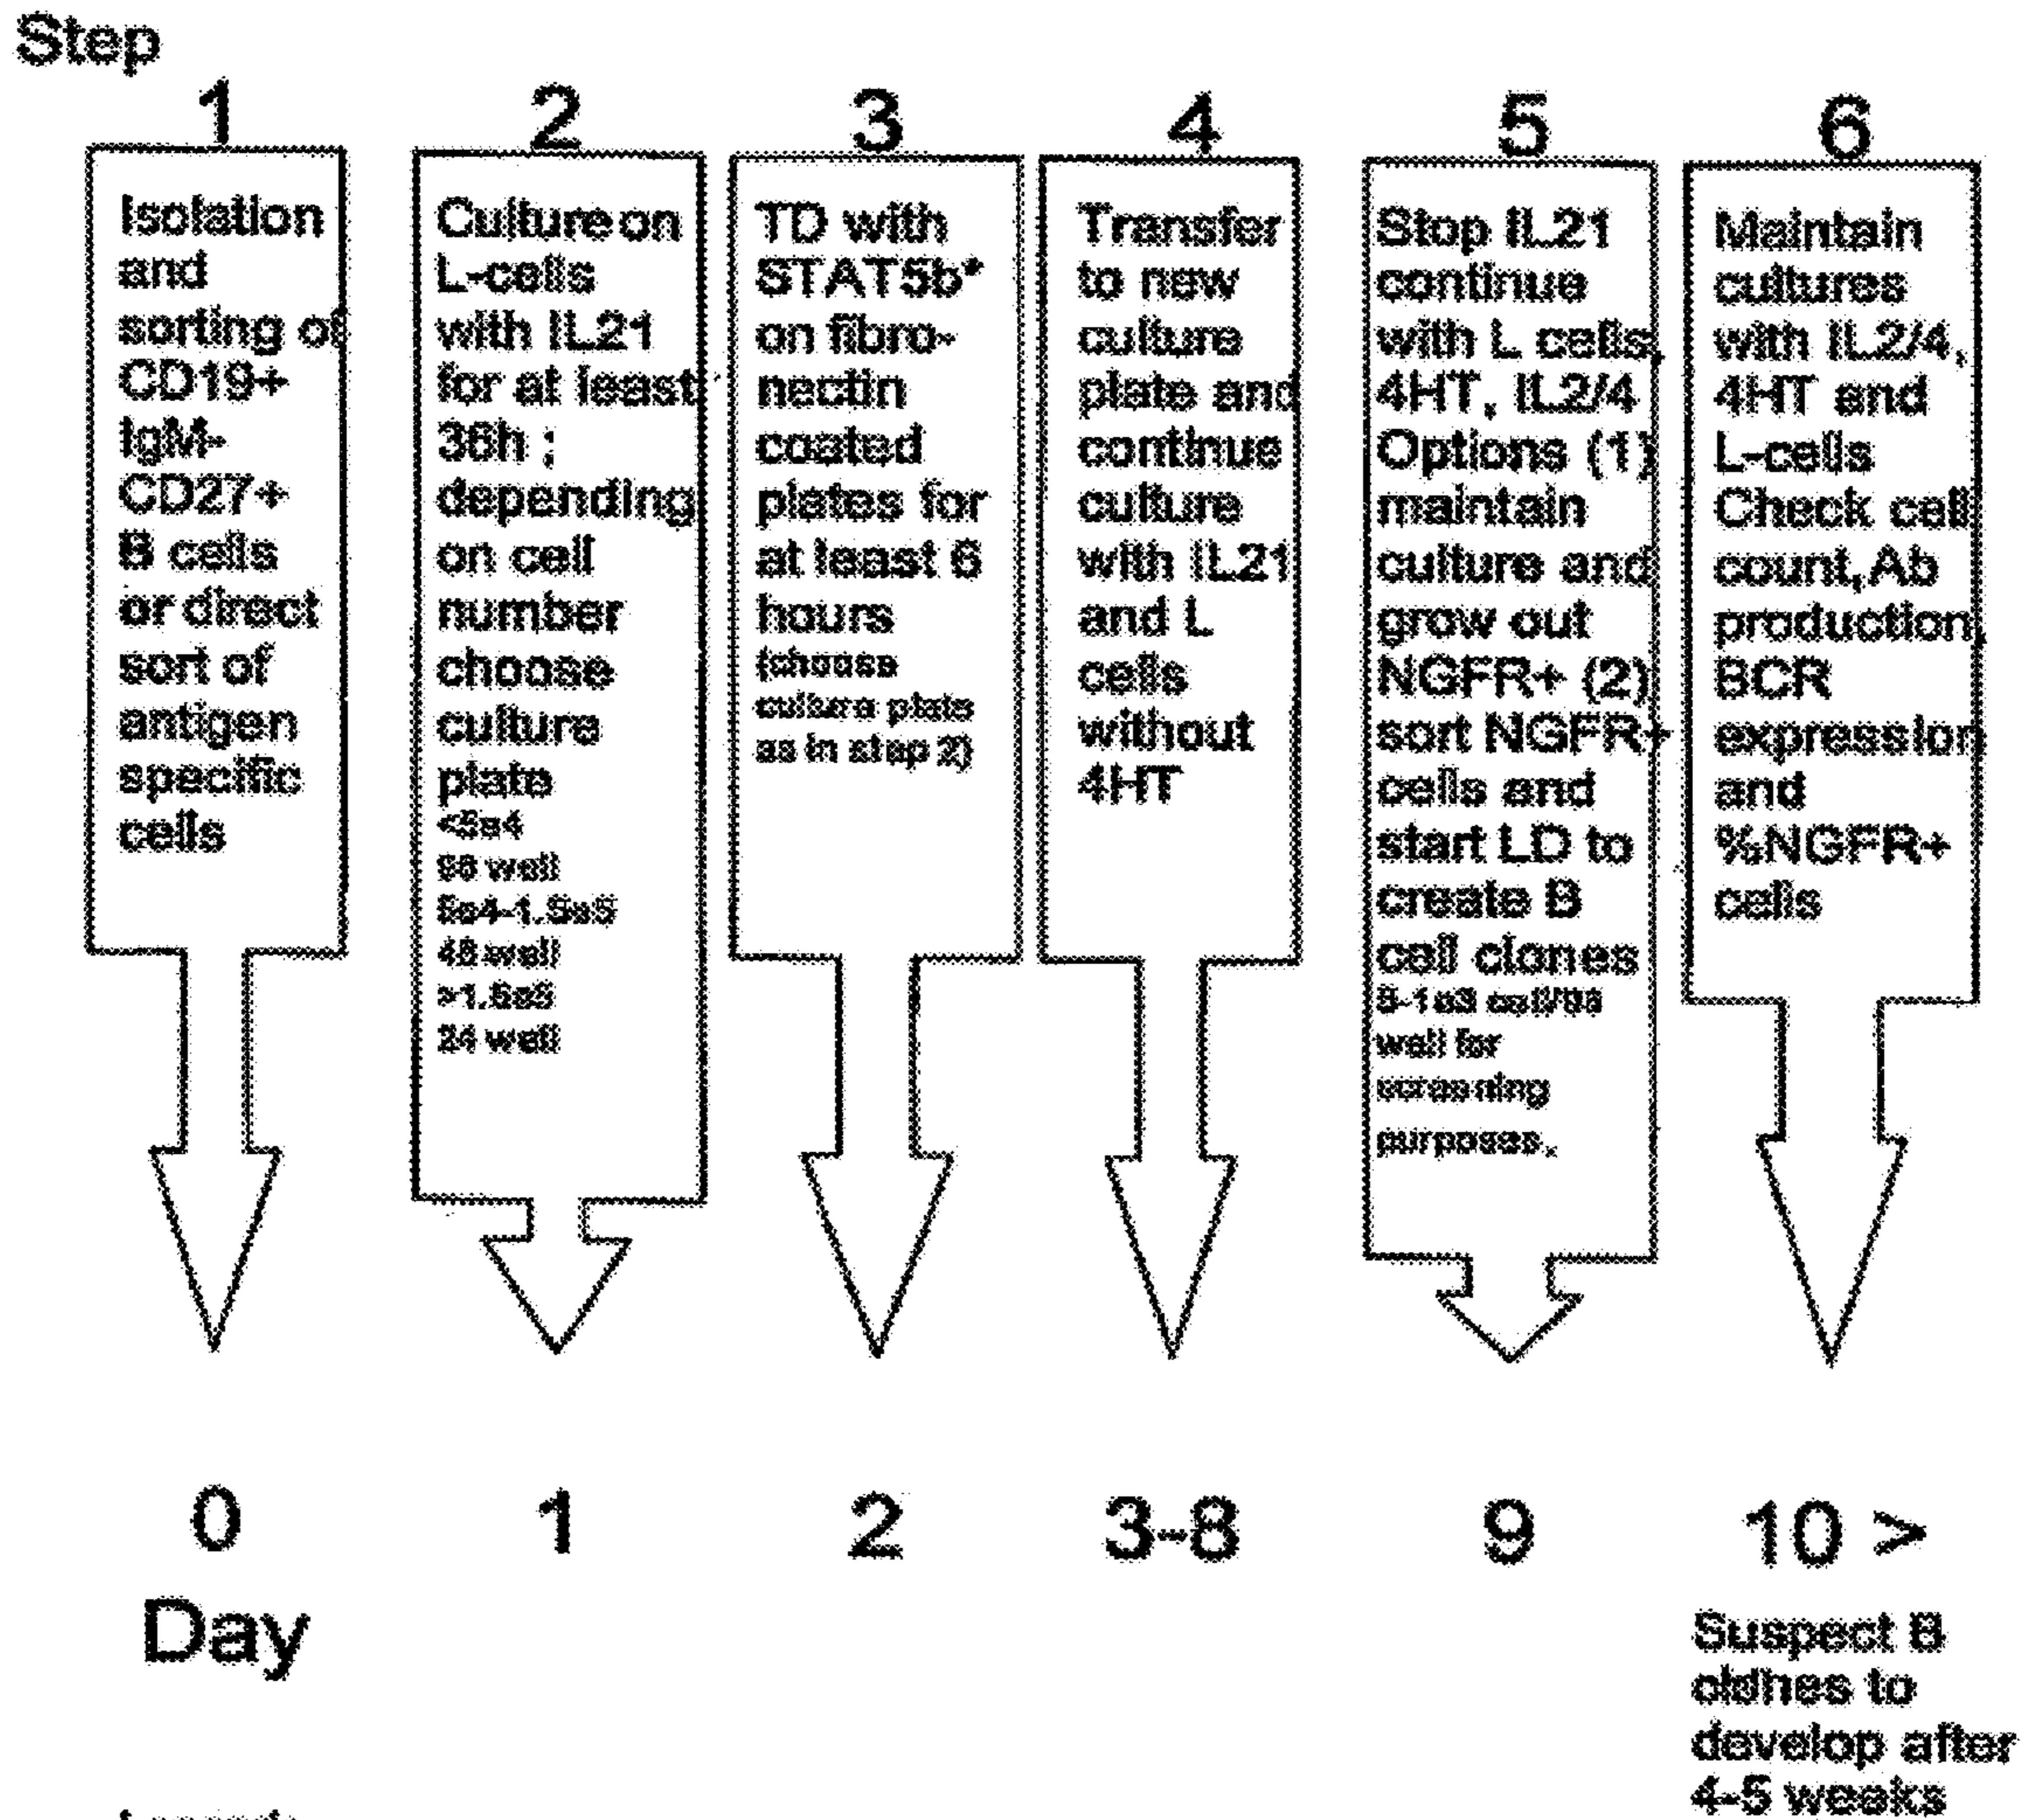 Step
1
Isolation
and
sorting of
CD19+
IgM-
CD27+
B cells
or direct
sort of
antigen
specific
cells
2
Culture on
L-cells
with IL21
for at least
36h ;
depending
on cell
number
choose
culture
plate
<5e4
96 well
5e4-1.5e5
48 well
>1.5e5
24 well
3
TD with
STAT5b*
on fibro-
nectin
coated
plates for
at least 6
hours
(choose
culture plate
as in step 2)
4
Transfer
to new
culture
plate and
continue
culture
with IL21
and L
cells
without
4HT
5
Stop IL21
continue
with L cells,
4HT, IL2/4
Options (1)
maintain
culture and
grow out
NGFR+ (2)
sort NGFR+
cells and
start LD to
create B
cell clones
5-1e3 cell/96
well for
screening
purposes.
6
Maintain
cultures
with IL2/4,
4HT and
L-cells
Check cell
count,Ab
production,
BCR
expression
and
%NGFR+
cells
0
1
2
3-8
9
10 >
Day
Suspect B
clones to
develop after
4-5 weeks